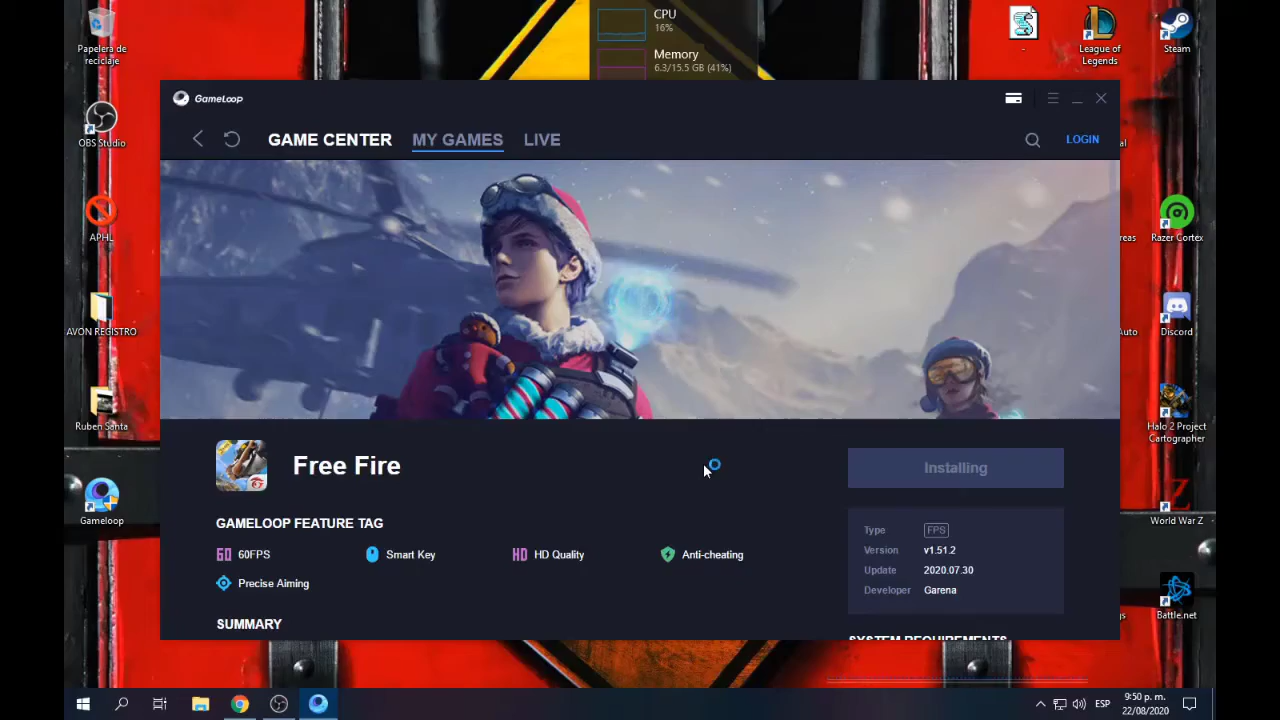 CPU
16%
Memory
6.3/15.5 GB (41%)
Papelera de
reciclaje
OBS Studio
APHL
AVON REGISTRO
Ruben Santa
Gameloop
-
League of
Legends
Steam
Razer Cortex
Discord
Halo 2 Project
Cartographer
World War Z
Battle.net
GameLoop
GAME CENTER
MY GAMES
LIVE
LOGIN
Free Fire
Installing
GAMELOOP FEATURE TAG
60 60FPS
Smart Key
HD HD Quality
Anti-cheating
Precise Aiming
SUMMARY
Type FPS
Version v1.51.2
Update 2020.07.30
Developer Garena
SYSTEM REQUIREMENTS
ESP
9:50 p. m.
22/08/2020